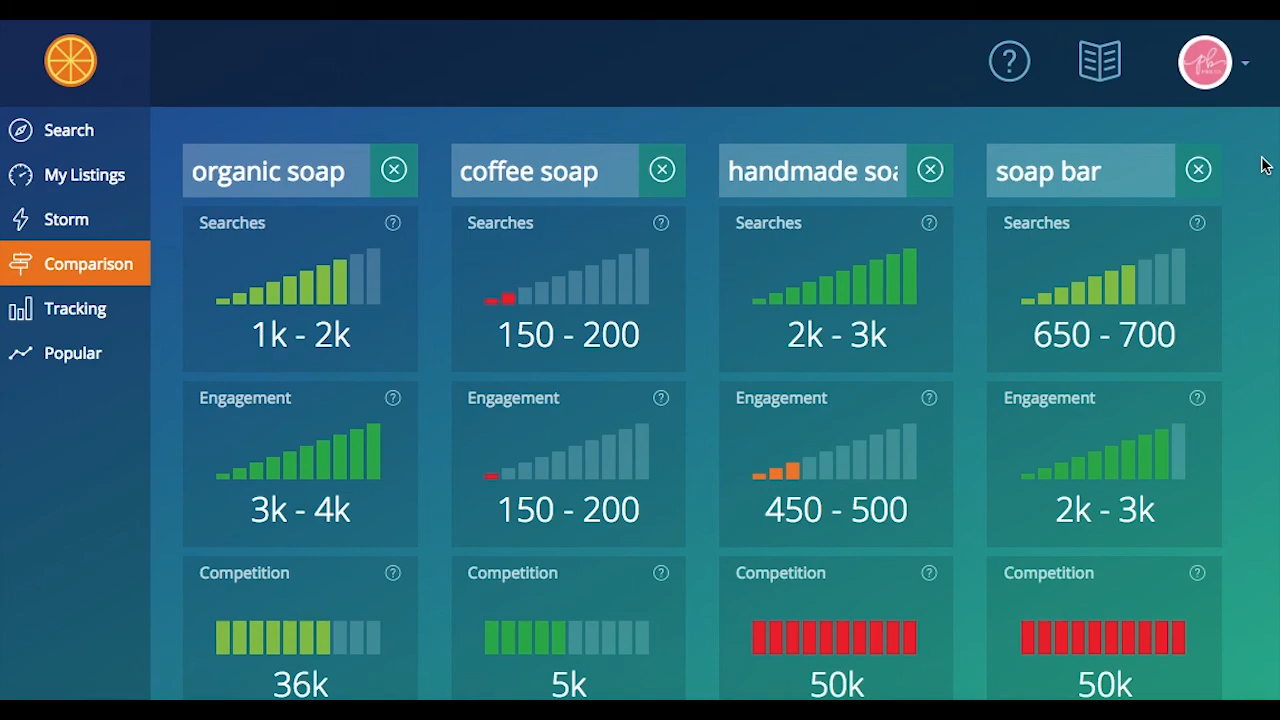 ?
Search
My Listings
Storm
Comparison
Tracking
Popular
organic soap
coffee soap
handmade soa
soap bar
Searches ?
Searches ?
Searches ?
Searches ?
1k - 2k
150 - 200
2k - 3k
650 - 700
Engagement ?
Engagement ?
Engagement ?
Engagement ?
3k - 4k
150 - 200
450 - 500
2k - 3k
Competition ?
Competition ?
Competition ?
Competition ?
36k
5k
50k
50k